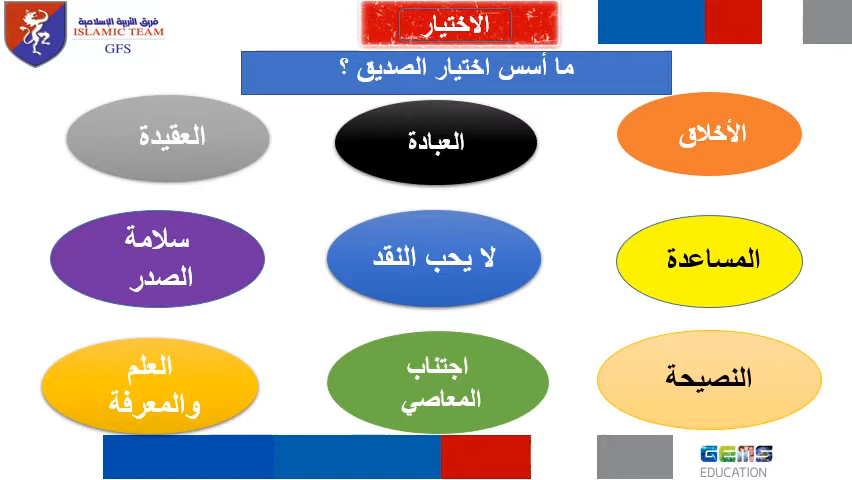 فريق التربية الإسلامية
ISLAMIC TEAM
GFS
الاختيار
ما أسس اختيار الصديق ؟
الأخلاق
العبادة
العقيدة
المساعدة
لا يحب النقد
سلامة
الصدر
النصيحة
اجتناب
المعاصي
العلم
والمعرفة
GEMS
EDUCATION